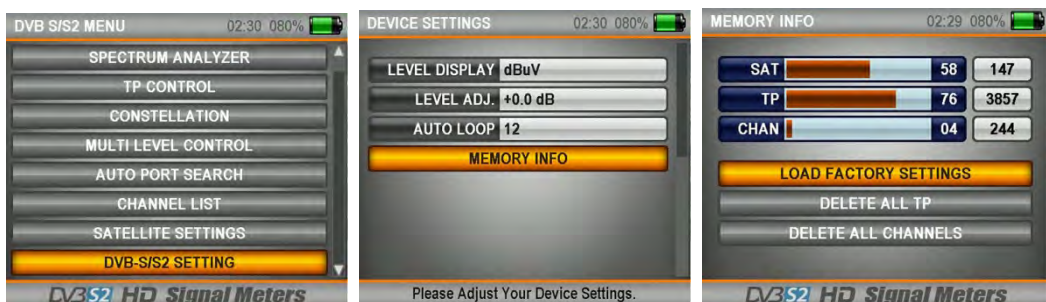 DVB S/S2 MENU 02:30 080%
SPECTRUM ANALYZER
TP CONTROL
CONSTELLATION
MULTI LEVEL CONTROL
AUTO PORT SEARCH
CHANNEL LIST
SATELLITE SETTINGS
DVB-S/S2 SETTING
DVBS2 HD Signal Meters
DEVICE SETTINGS 02:30 080%
LEVEL DISPLAY dBuV
LEVEL ADJ. +0.0 dB
AUTO LOOP 12
MEMORY INFO
Please Adjust Your Device Settings.
MEMORY INFO 02:29 080%
SAT 58 147
TP 76 3857
CHAN 04 244
LOAD FACTORY SETTINGS
DELETE ALL TP
DELETE ALL CHANNELS
DVBS2 HD Signal Meters